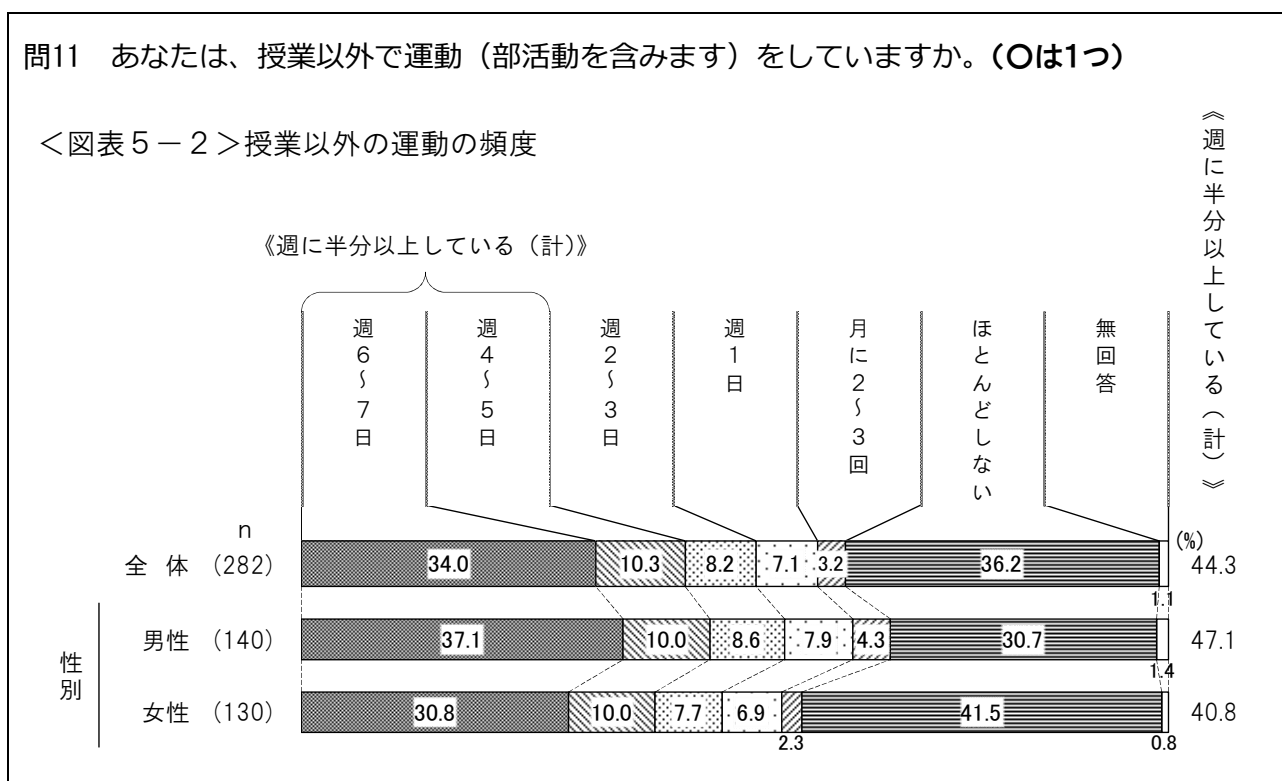 問11　あなたは、授業以外で運動（部活動を含みます）をしていますか。（〇は1つ）
＜図表５－２＞授業以外の運動の頻度
《週に半分以上している（計）》
週６～７日
週４～５日
週２～３日
週１日
月に２～３回
ほとんどしない
無回答
《週に半分以上している（計）》
n
(%)
全 体 (282) 34.0 10.3 8.2 7.1 3.2 36.2 1.1 44.3
性別
男性 (140) 37.1 10.0 8.6 7.9 4.3 30.7 1.4 47.1
女性 (130) 30.8 10.0 7.7 6.9 2.3 41.5 0.8 40.8